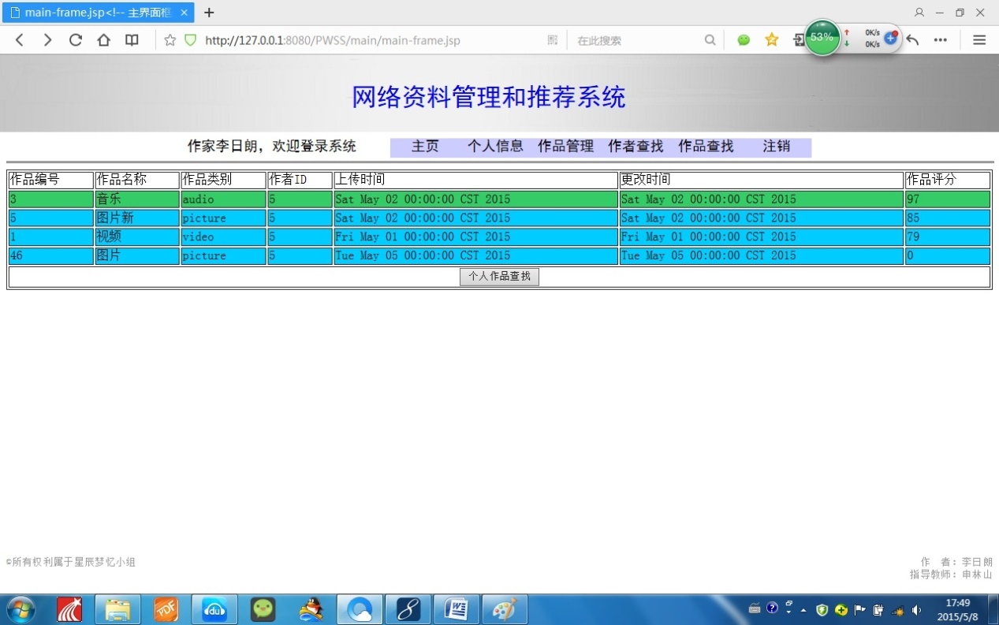 main-frame.jsp<!-- 主界面框
http://127.0.0.1:8080/PWSS/main/main-frame.jsp 在此搜索 53% 0K/s
0K/s
网络资料管理和推荐系统
作家李日朗，欢迎登录系统 主页 个人信息 作品管理 作者查找 作品查找 注销
作品编号 作品名称 作品类别 作者ID 上传时间 更改时间 作品评分
3 音乐 audio 5 Sat May 02 00:00:00 CST 2015 Sat May 02 00:00:00 CST 2015 97
5 图片新 picture 5 Sat May 02 00:00:00 CST 2015 Sat May 02 00:00:00 CST 2015 85
1 视频 video 5 Fri May 01 00:00:00 CST 2015 Fri May 01 00:00:00 CST 2015 79
46 图片 picture 5 Tue May 05 00:00:00 CST 2015 Tue May 05 00:00:00 CST 2015 0
个人作品查找
©所有权利属于星辰梦忆小组 作 者：李日朗
指导教师：申林山
PDF du 8 W
17:49
2015/5/8